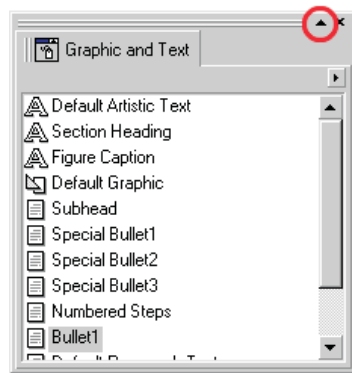 Graphic and Text
Default Artistic Text
Section Heading
Figure Caption
Default Graphic
Subhead
Special Bullet1
Special Bullet2
Special Bullet3
Numbered Steps
Bullet1